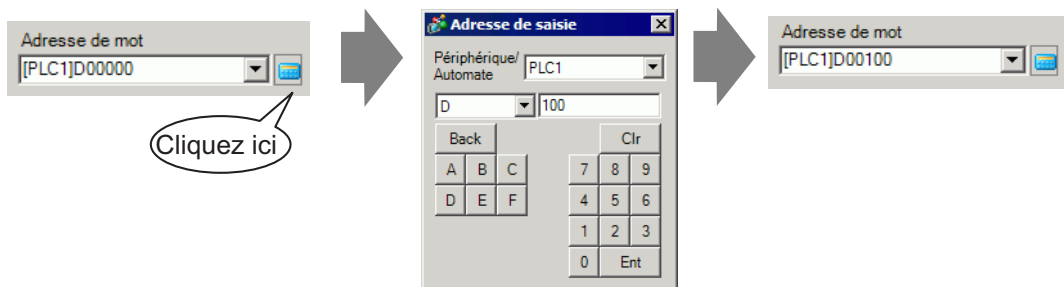 Adresse de mot
[PLC1]D00000
Cliquez ici
Adresse de saisie
Périphérique/
Automate
PLC1
D
100
Back
Clr
A B C
7 8 9
D E F
4 5 6
1 2 3
0 Ent
Adresse de mot
[PLC1]D00100